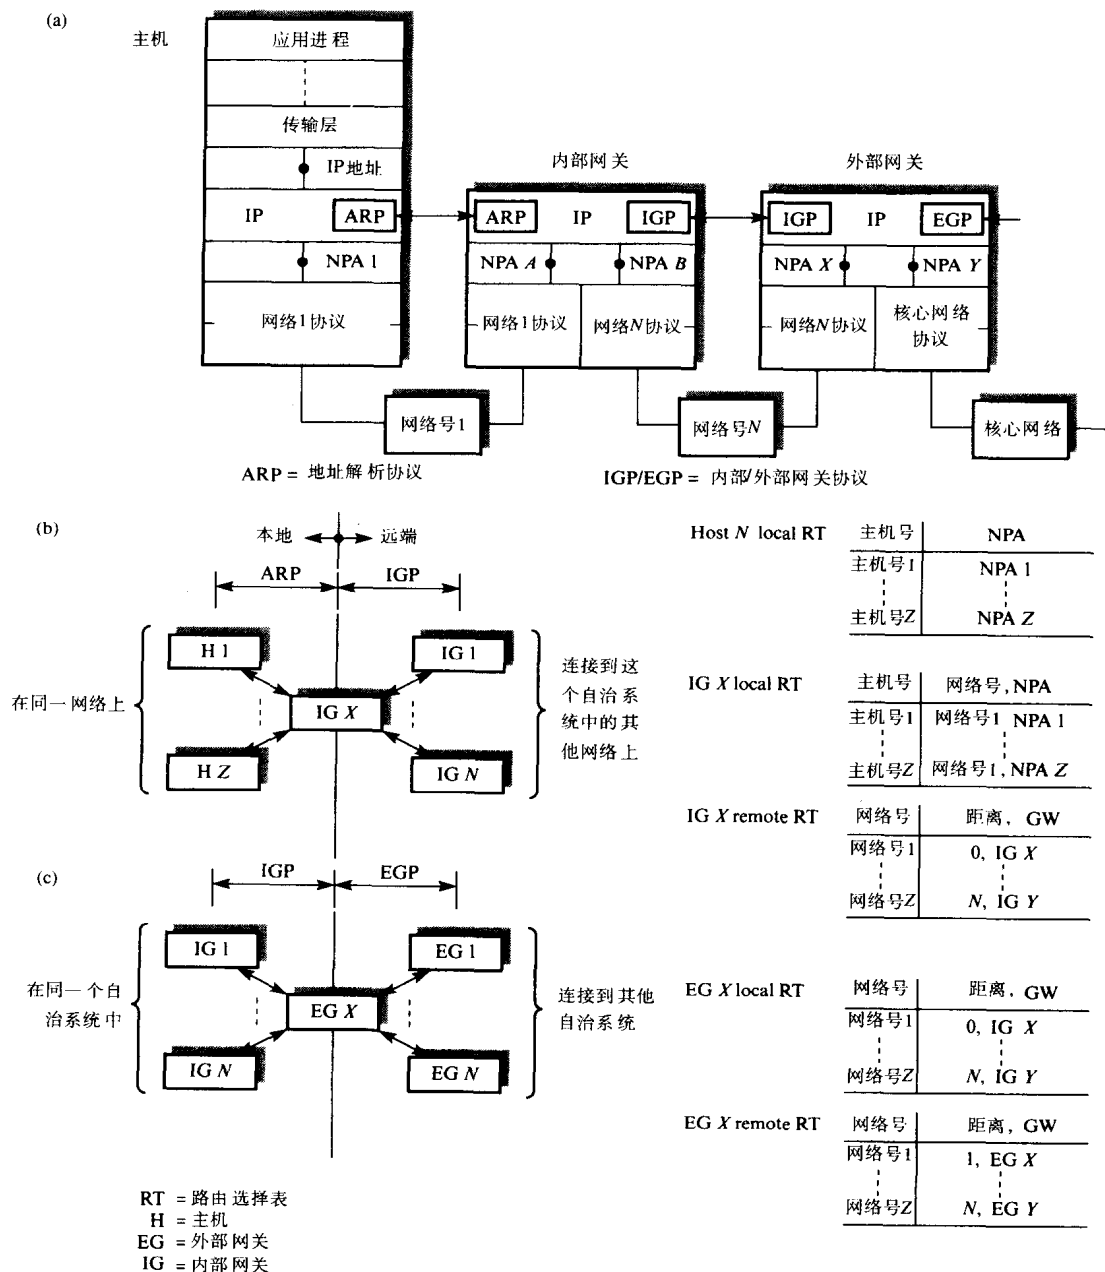 (a)
主机
应用进程
传输层
IP地址
IP
ARP
NPA 1
网络1协议
内部网关
ARP
IP
IGP
NPA A
NPA B
网络1协议
网络N协议
外部网关
IGP
IP
EGP
NPA X
NPA Y
网络N协议
核心网络
协议
网络号1
网络号N
核心网络
ARP = 地址解析协议
IGP/EGP = 内部/外部网关协议
(b)
本地
远端
ARP
IGP
在同一网络上
H 1
H Z
IG X
IG 1
IG N
连接到这
个自治系
统中的其
他网络上
Host N local RT
主机号 NPA
主机号1 NPA 1
主机号Z NPA Z
IG X local RT
主机号 网络号,NPA
主机号1 网络号1 NPA 1
主机号Z 网络号1,NPA Z
IG X remote RT
网络号 距离, GW
网络号1 0, IG X
网络号Z N, IG Y
(c)
IGP
EGP
在同一个自
治系统中
IG 1
IG N
EG X
EG 1
EG N
连接到其他
自治系统
EG X local RT
网络号 距离, GW
网络号1 0, IG X
网络号Z N, IG Y
EG X remote RT
网络号 距离, GW
网络号1 1, EG X
网络号Z N, EG Y
RT = 路由选择表
H = 主机
EG = 外部网关
IG = 内部网关